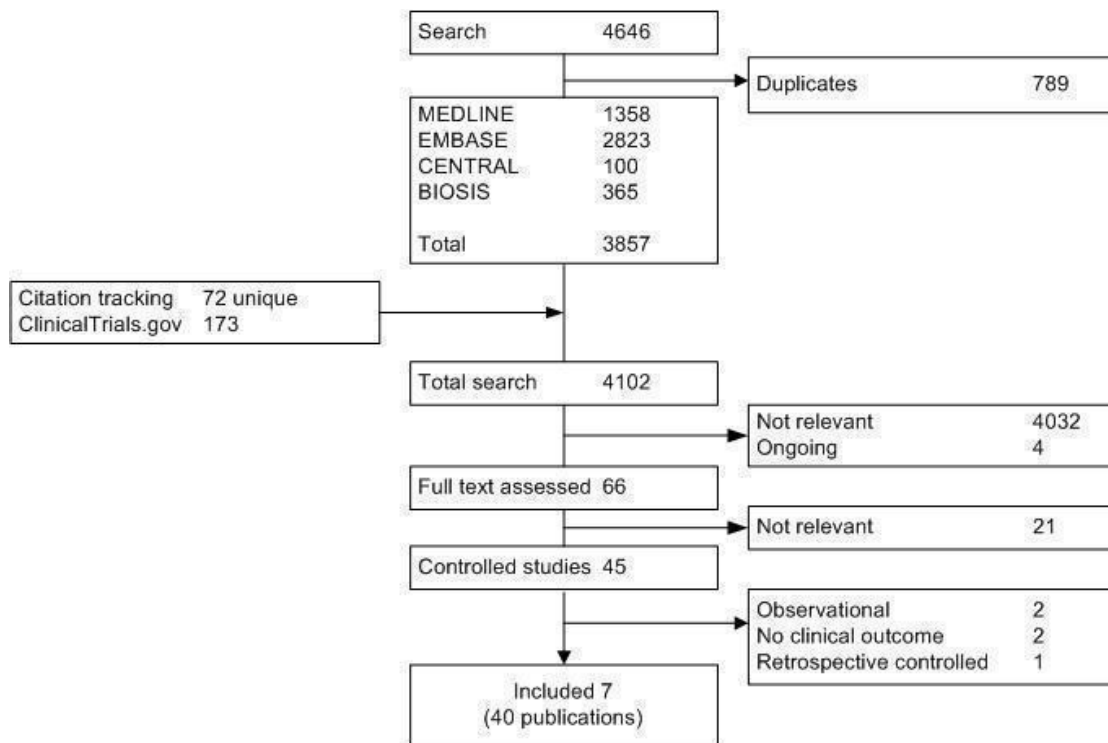 Search 4646
Duplicates 789
MEDLINE 1358
EMBASE 2823
CENTRAL 100
BIOSIS 365
Total 3857
Citation tracking 72 unique
ClinicalTrials.gov 173
Total search 4102
Not relevant 4032
Ongoing 4
Full text assessed 66
Not relevant 21
Controlled studies 45
Observational 2
No clinical outcome 2
Retrospective controlled 1
Included 7
(40 publications)